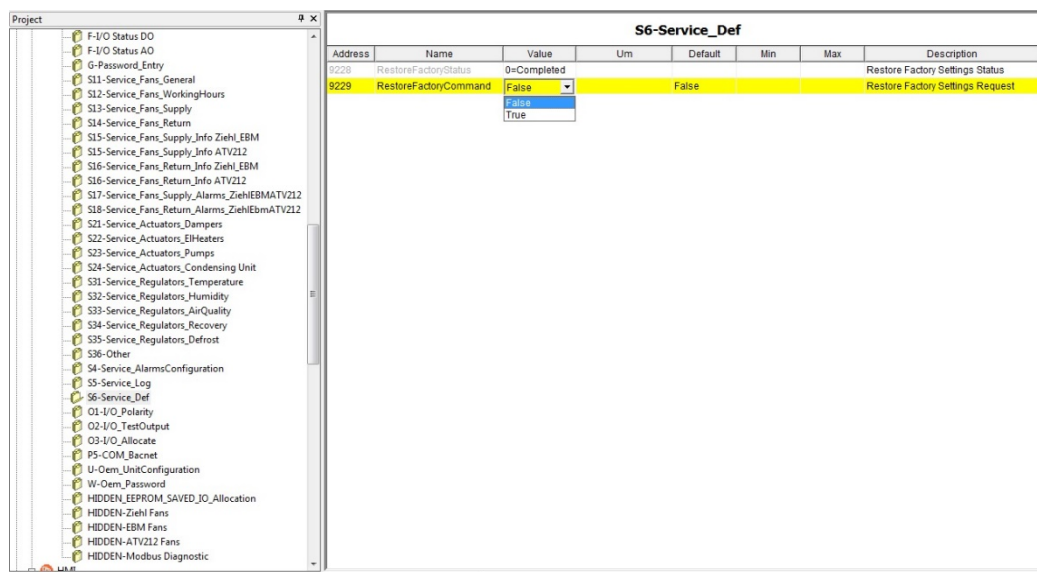 Project
F-I/O Status DO
F-I/O Status AO
G-Password_Entry
S11-Service_Fans_General
S12-Service_Fans_WorkingHours
S13-Service_Fans_Supply
S14-Service_Fans_Return
S15-Service_Fans_Supply_Info Ziehl_EBM
S15-Service_Fans_Supply_Info ATV212
S16-Service_Fans_Return_Info Ziehl_EBM
S16-Service_Fans_Return_Info ATV212
S17-Service_Fans_Supply_Alarms_ZiehlEBMATV212
S18-Service_Fans_Return_Alarms_ZiehlEbmATV212
S21-Service_Actuators_Dampers
S22-Service_Actuators_ElHeaters
S23-Service_Actuators_Pumps
S24-Service_Actuators_Condensing Unit
S31-Service_Regulators_Temperature
S32-Service_Regulators_Humidity
S33-Service_Regulators_AirQuality
S34-Service_Regulators_Recovery
S35-Service_Regulators_Defrost
S36-Other
S4-Service_AlarmsConfiguration
S5-Service_Log
S6-Service_Def
O1-I/O_Polarity
O2-I/O_TestOutput
O3-I/O_Allocate
P5-COM_Bacnet
U-Oem_UnitConfiguration
W-Oem_Password
HIDDEN_EEPROM_SAVED_IO_Allocation
HIDDEN-Ziehl Fans
HIDDEN-EBM Fans
HIDDEN-ATV212 Fans
HIDDEN-Modbus Diagnostic
HMI
S6-Service_Def
Address Name Value Um Default Min Max Description
9228 RestoreFactoryStatus 0=Completed Restore Factory Settings Status
9229 RestoreFactoryCommand False False Restore Factory Settings Request
False
True